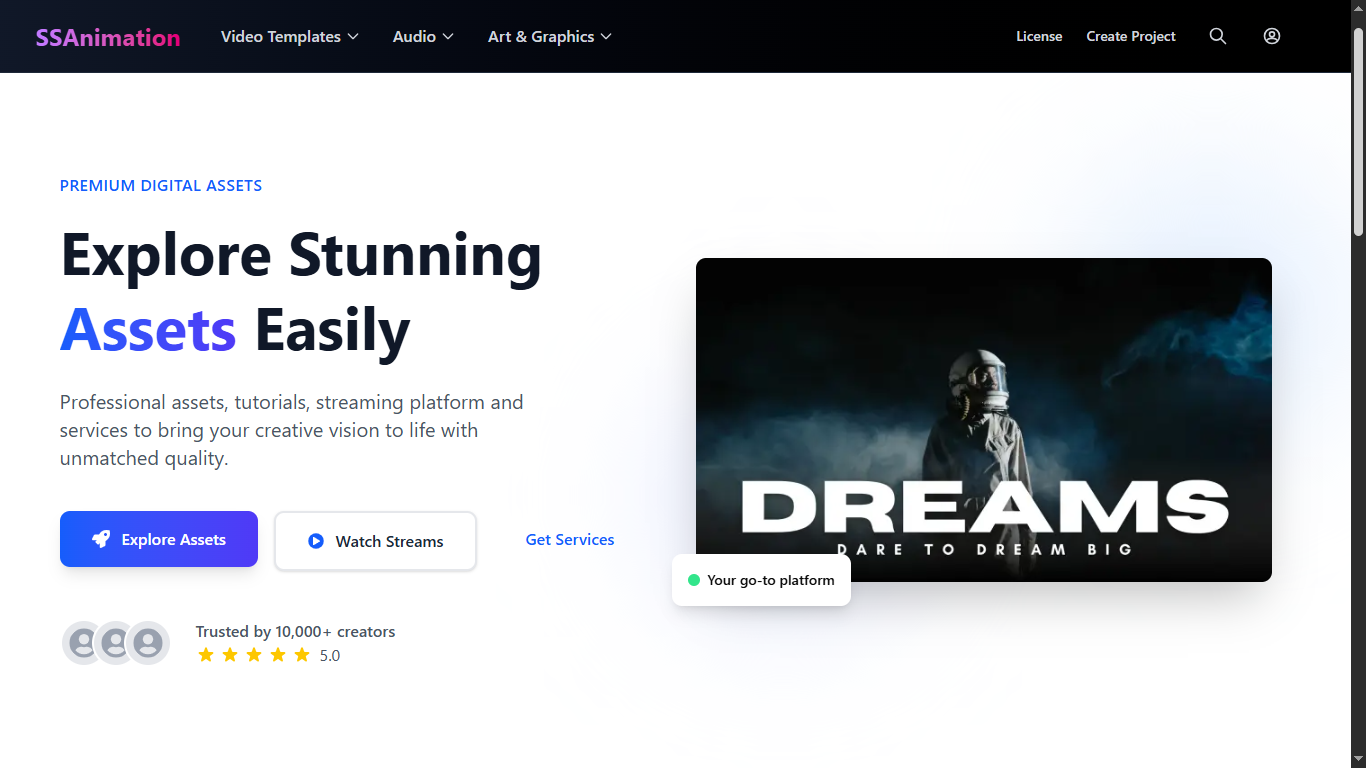 SSAnimation
Video Templates
Audio
Art & Graphics
License
Create Project
PREMIUM DIGITAL ASSETS
Explore Stunning
Assets Easily
Professional assets, tutorials, streaming platform and
services to bring your creative vision to life with
unmatched quality.
Explore Assets
Watch Streams
Get Services
Trusted by 10,000+ creators
5.0
DREAMS
DARE TO DREAM BIG
Your go-to platform